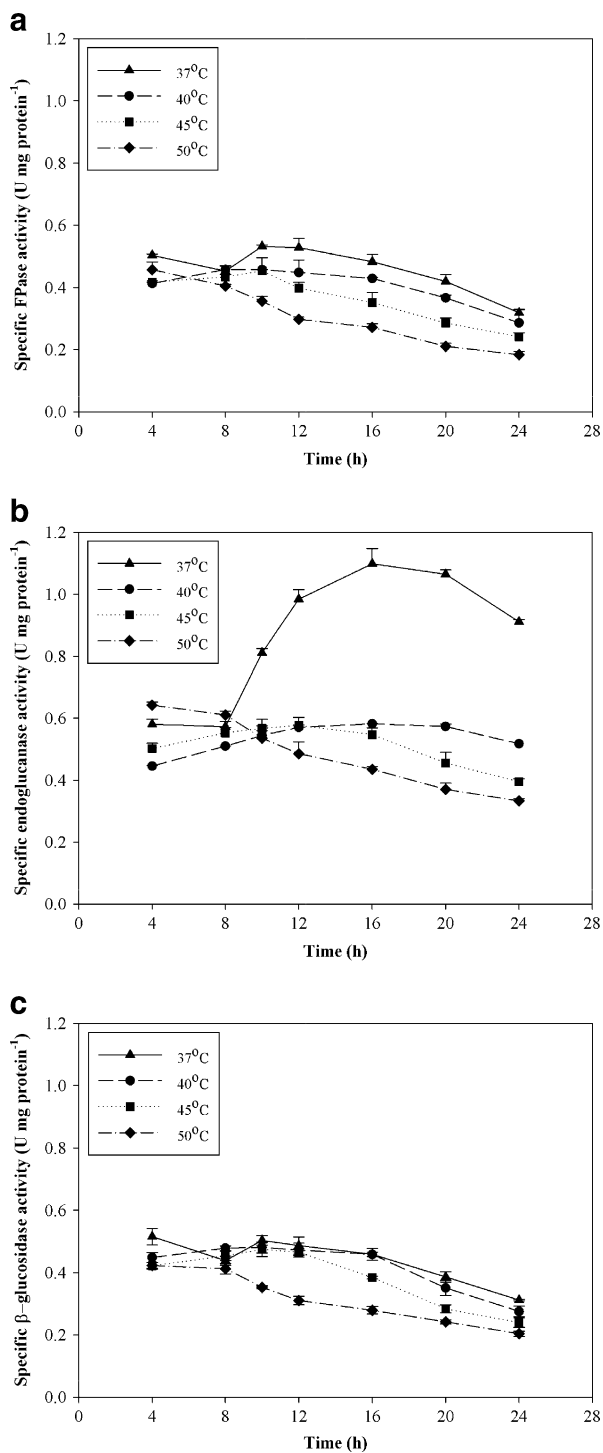 a
Specific FPase activity (U mg protein⁻¹)
1.2
1.0
0.8
0.6
0.4
0.2
0.0
37°C
40°C
45°C
50°C
0 4 8 12 16 20 24 28
Time (h)
b
Specific endoglucanase activity (U mg protein⁻¹)
1.2
1.0
0.8
0.6
0.4
0.2
0.0
37°C
40°C
45°C
50°C
0 4 8 12 16 20 24 28
Time (h)
c
Specific β–glucosidase activity (U mg protein⁻¹)
1.2
1.0
0.8
0.6
0.4
0.2
0.0
37°C
40°C
45°C
50°C
0 4 8 12 16 20 24 28
Time (h)